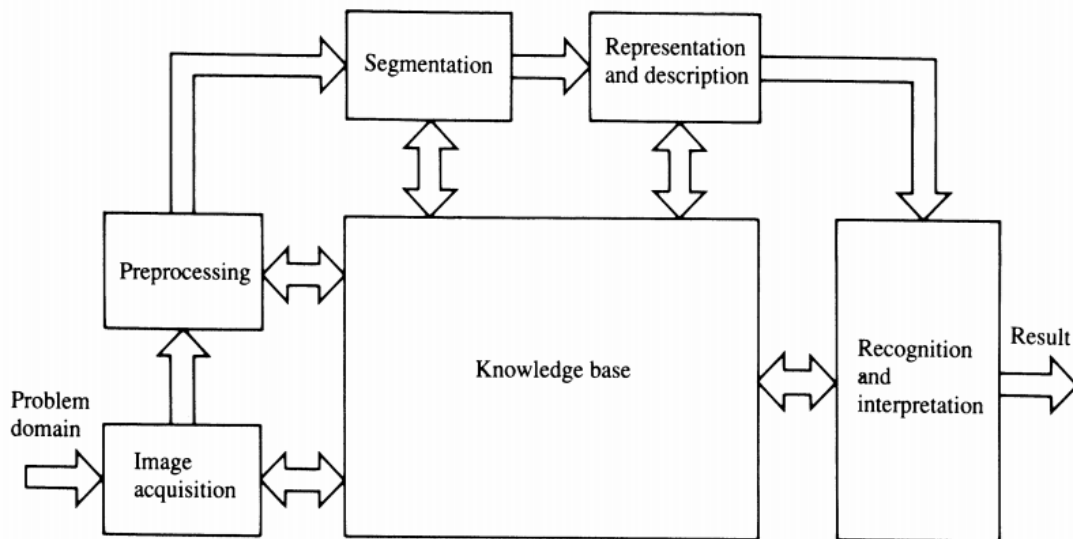 Segmentation
Representation
and description
Preprocessing
Knowledge base
Recognition
and
interpretation
Result
Problem
domain
Image
acquisition